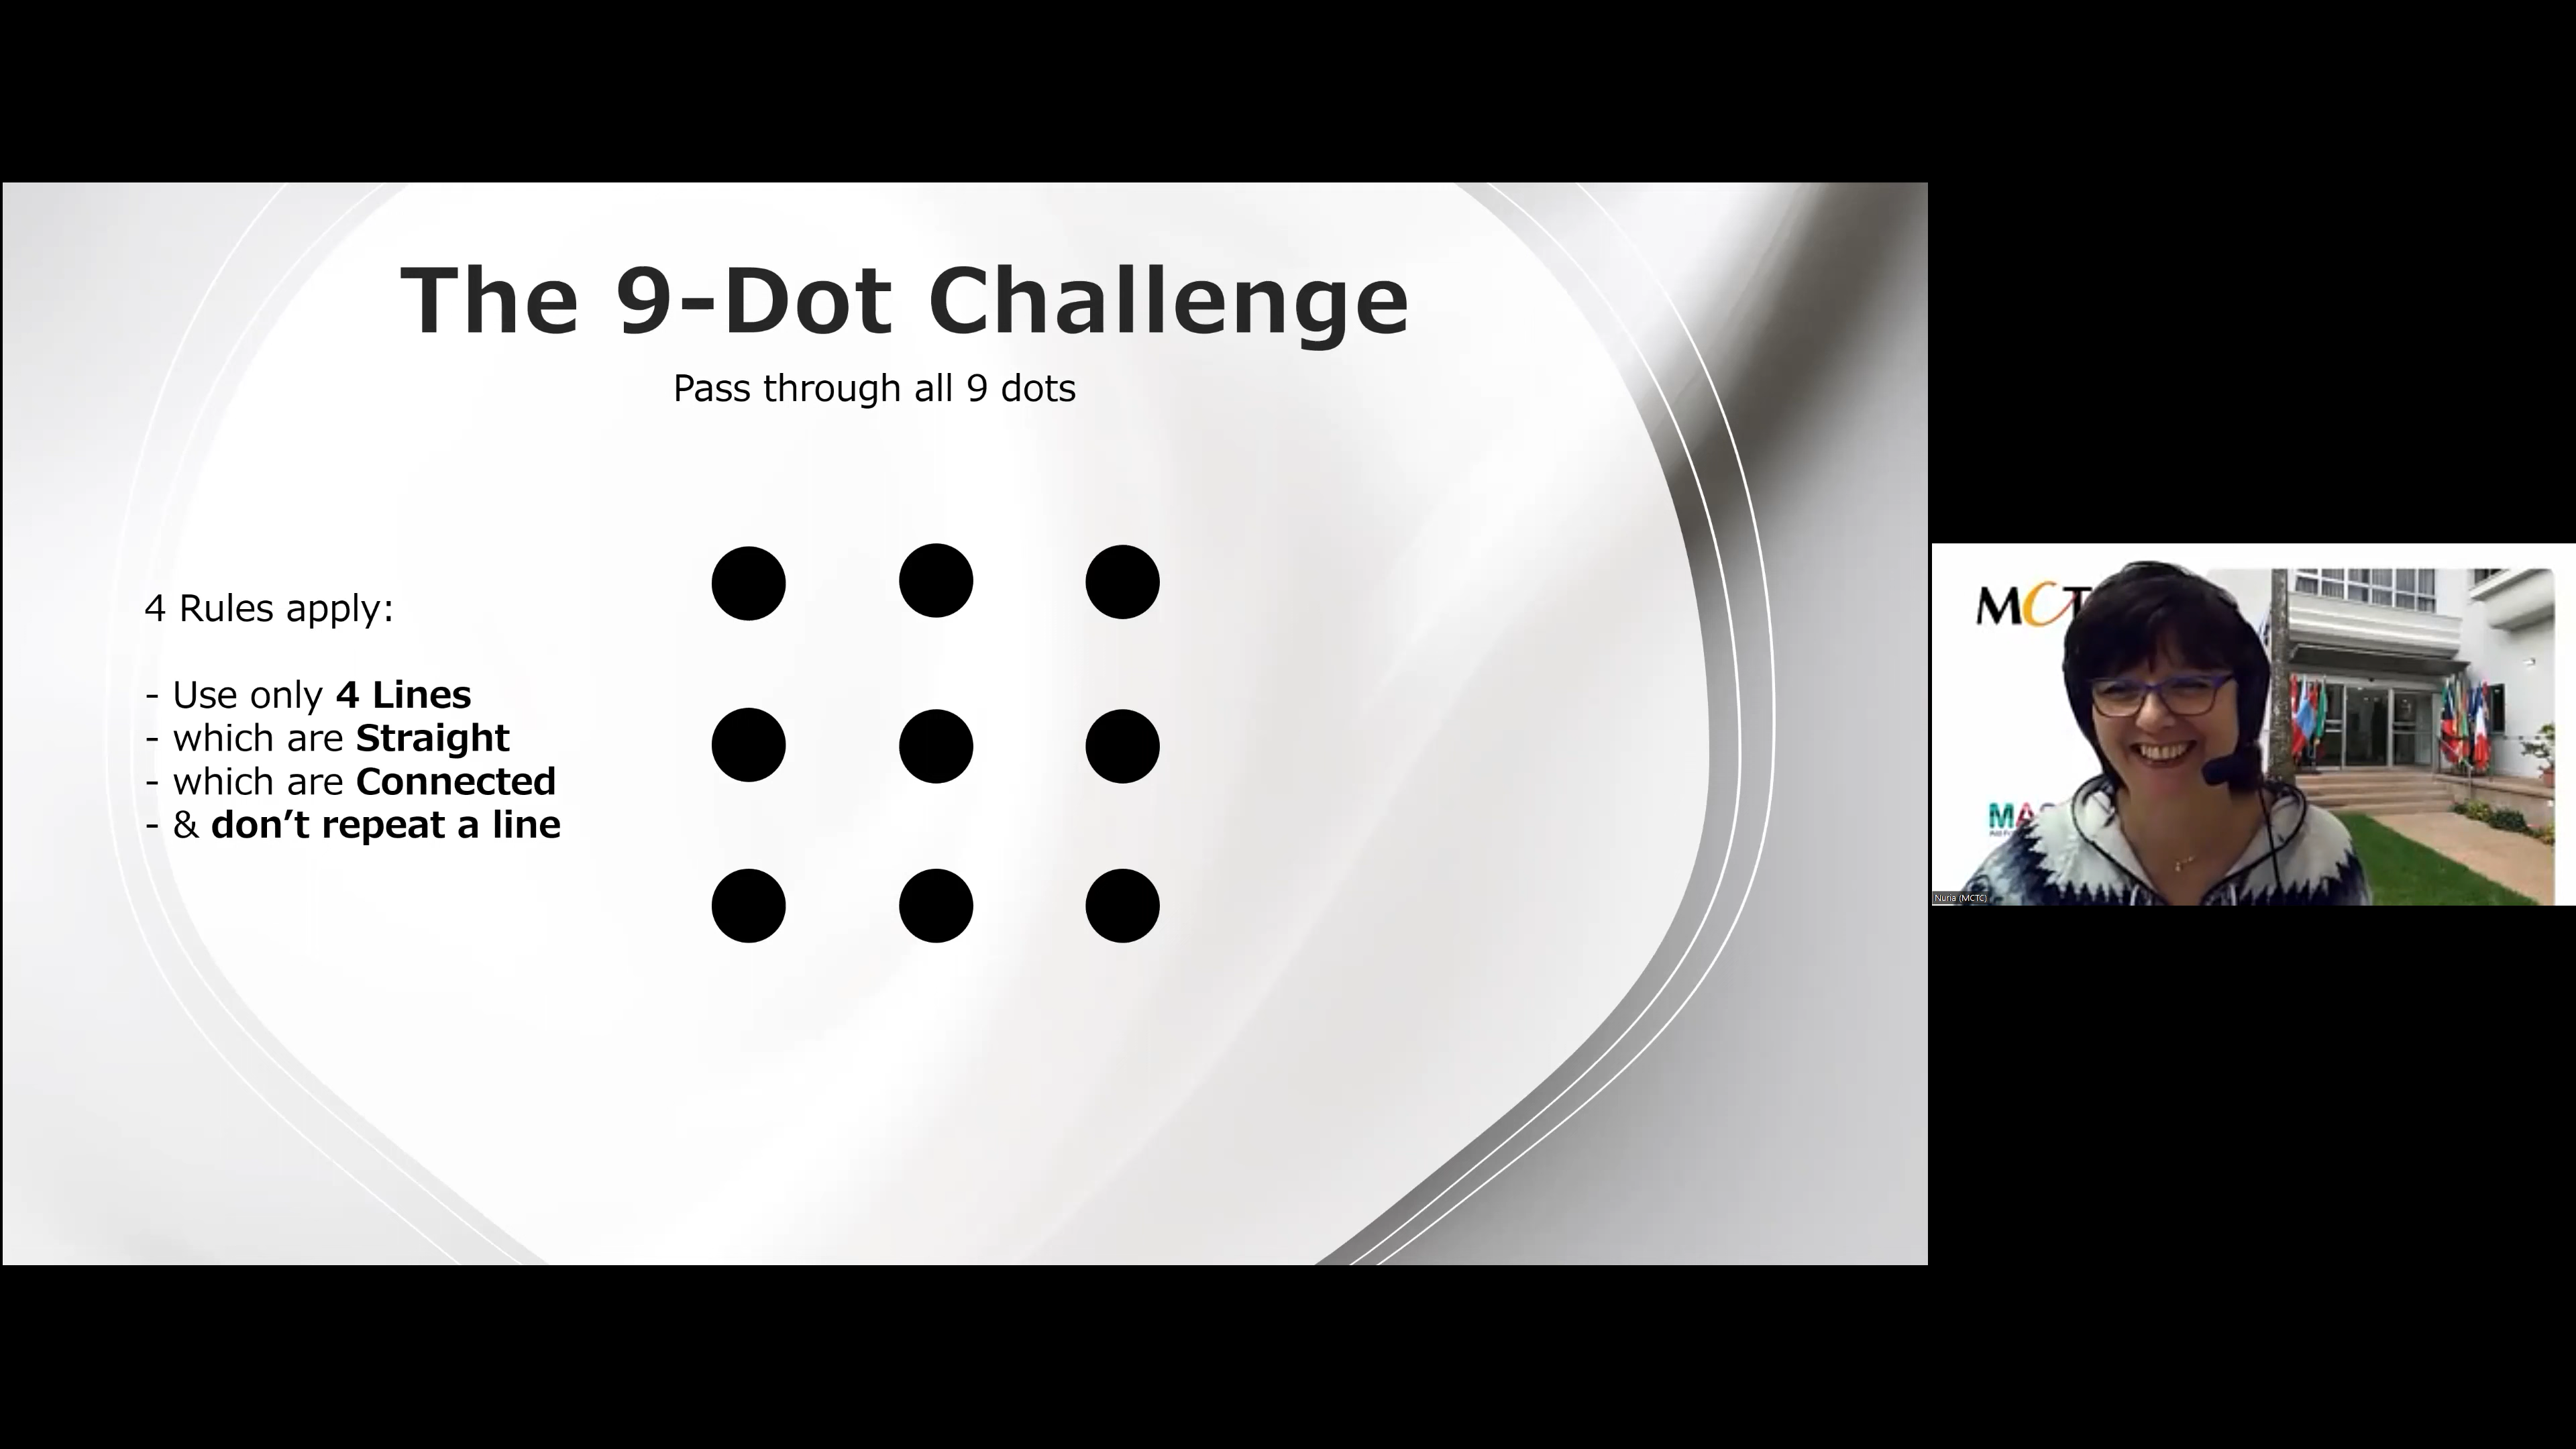 The 9-Dot Challenge
Pass through all 9 dots
4 Rules apply:
- Use only 4 Lines
- which are Straight
- which are Connected
- & don’t repeat a line
MCT
MA
Nuria (MCTC)